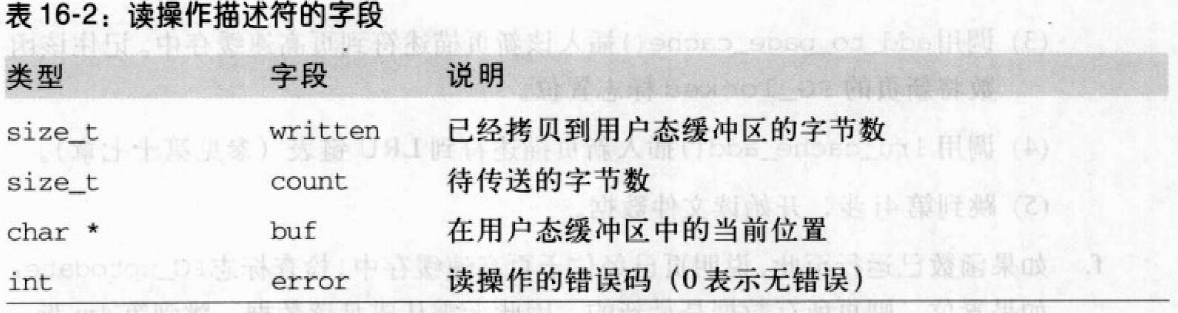 表 16-2：读操作描述符的字段
类型 字段 说明
size_t written 已经拷贝到用户态缓冲区的字节数
size_t count 待传送的字节数
char * buf 在用户态缓冲区中的当前位置
int error 读操作的错误码（0表示无错误）